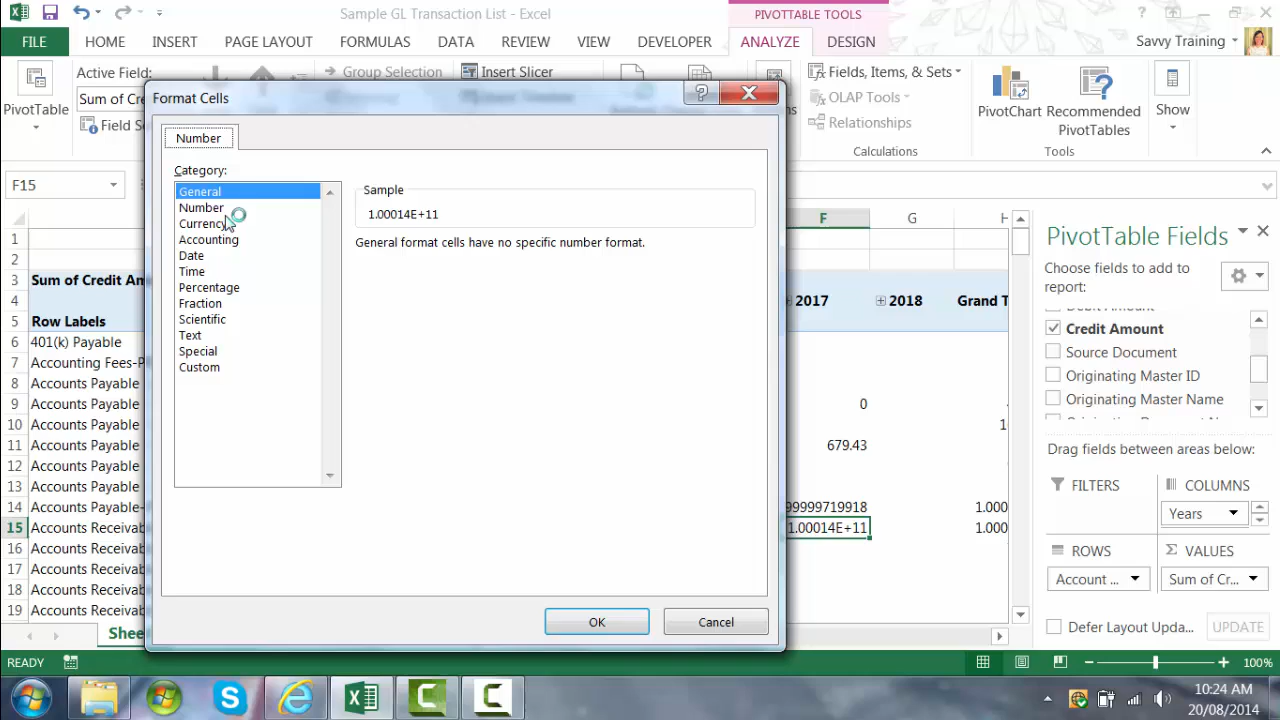 Sample GL Transaction List - Excel
PIVOTTABLE TOOLS
FILE HOME INSERT PAGE LAYOUT FORMULAS DATA REVIEW VIEW DEVELOPER ANALYZE DESIGN Savvy Training
PivotTable
Active Field:
Sum of Cre
Field Se
Group Selection
Insert Slicer
Fields, Items, & Sets
OLAP Tools
Relationships
Calculations
PivotChart Recommended PivotTables
Tools
Show
F15
Format Cells
Number
Category:
General
Number
Currency
Accounting
Date
Time
Percentage
Fraction
Scientific
Text
Special
Custom
Sample
1.00014E+11
General format cells have no specific number format.
OK Cancel
F G H
1
2
3 Sum of Credit Am
4 2017 2018 Grand T
5 Row Labels
6 401(k) Payable
7 Accounting Fees-P
8 Accounts Payable
9 Accounts Payable 0
10 Accounts Payable 1
11 Accounts Payable 679.43
12 Accounts Payable
13 Accounts Payable
14 Accounts Payable- 99999719918 1.000
15 Accounts Receivab 1.00014E+11 1.000
16 Accounts Receivab
17 Accounts Receivab
18 Accounts Receivab
19 Accounts Receivab
Shee
PivotTable Fields
Choose fields to add to
report:
Credit Amount
Source Document
Originating Master ID
Originating Master Name
Drag fields between areas below:
FILTERS COLUMNS
Years
ROWS VALUES
Account ... Sum of Cr...
Defer Layout Upda... UPDATE
READY 100%
10:24 AM
20/08/2014